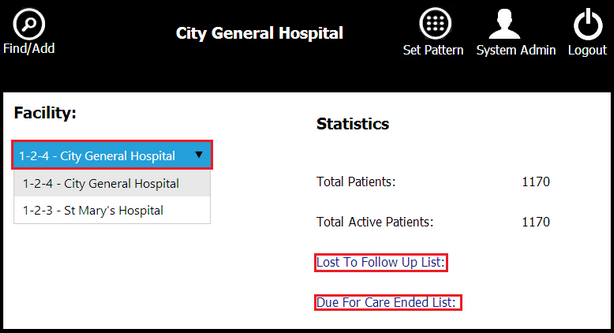 City General Hospital
Find/Add
Set Pattern
System Admin
Logout
Facility:
1-2-4 - City General Hospital
1-2-4 - City General Hospital
1-2-3 - St Mary's Hospital
Statistics
Total Patients: 1170
Total Active Patients: 1170
Lost To Follow Up List:
Due For Care Ended List: